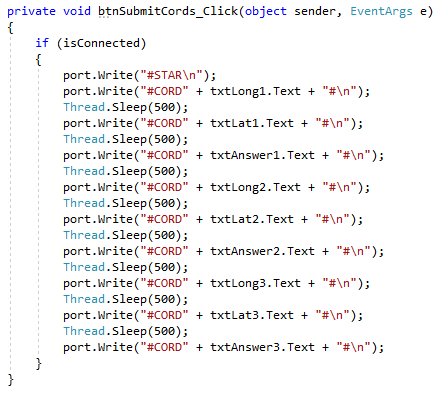 private void btnSubmitCords_Click(object sender, EventArgs e)
{
    if (isConnected)
    {
        port.Write("#STAR\n");
        port.Write("#CORD" + txtLong1.Text + "#\n");
        Thread.Sleep(500);
        port.Write("#CORD" + txtLat1.Text + "#\n");
        Thread.Sleep(500);
        port.Write("#CORD" + txtAnswer1.Text + "#\n");
        Thread.Sleep(500);
        port.Write("#CORD" + txtLong2.Text + "#\n");
        Thread.Sleep(500);
        port.Write("#CORD" + txtLat2.Text + "#\n");
        Thread.Sleep(500);
        port.Write("#CORD" + txtAnswer2.Text + "#\n");
        Thread.Sleep(500);
        port.Write("#CORD" + txtLong3.Text + "#\n");
        Thread.Sleep(500);
        port.Write("#CORD" + txtLat3.Text + "#\n");
        Thread.Sleep(500);
        port.Write("#CORD" + txtAnswer3.Text + "#\n");
    }
}